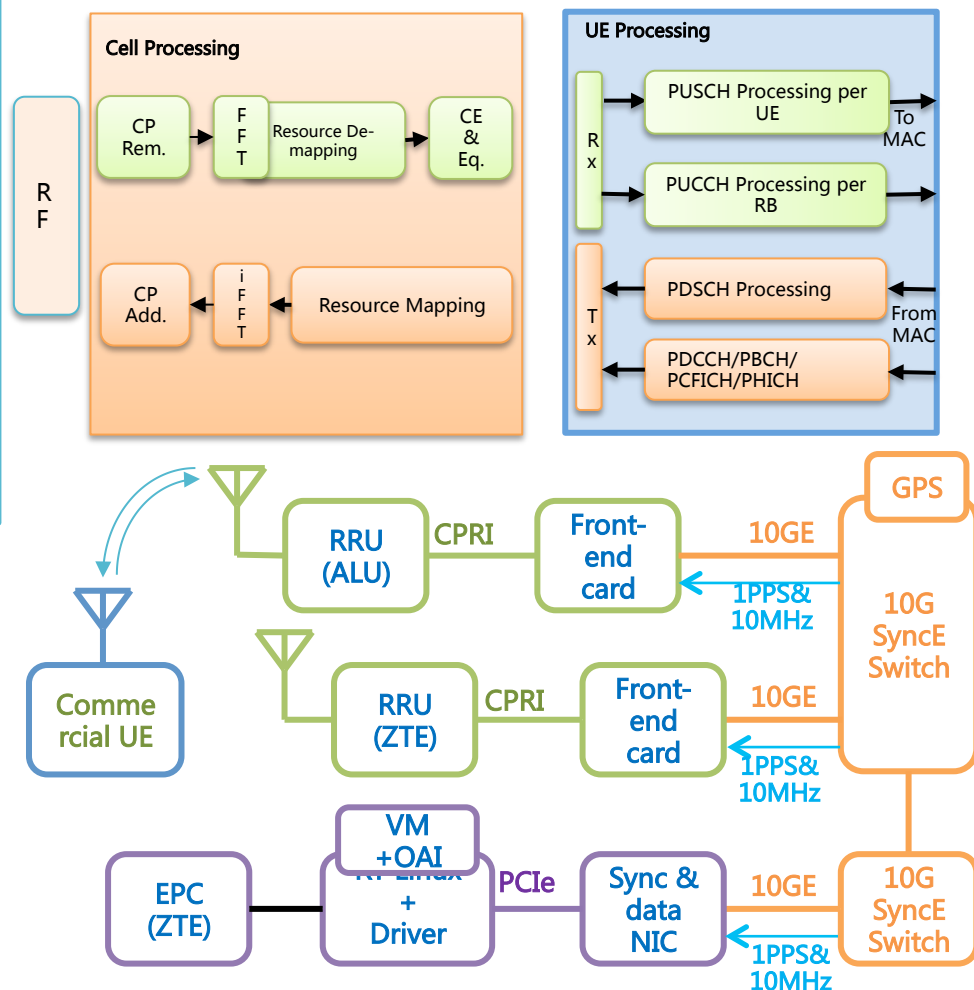 Cell Processing
UE Processing
R
F
CP
Rem.
F
F
T
Resource De-
mapping
CE
&
Eq.
CP
Add.
i
F
F
T
Resource Mapping
R
x
PUSCH Processing per
UE
To
MAC
PUCCH Processing per
RB
T
x
PDSCH Processing
From
MAC
PDCCH/PBCH/
PCFICH/PHICH
GPS
RRU
(ALU)
CPRI
Front-
end
card
10GE
1PPS&
10MHz
10G
SyncE
Switch
Comme
rcial UE
RRU
(ZTE)
CPRI
Front-
end
card
10GE
1PPS&
10MHz
VM
+OAI
EPC
(ZTE)
+
Driver
PCIe
Sync &
data
NIC
10GE
1PPS&
10MHz
10G
SyncE
Switch